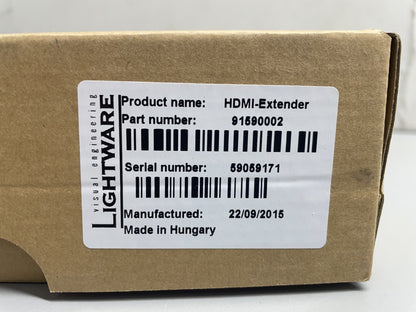 LIGHTWARE
visual engineering
Product name: HDMI-Extender
Part number: 91590002
Serial number: 59059171
Manufactured: 22/09/2015
Made in Hungary